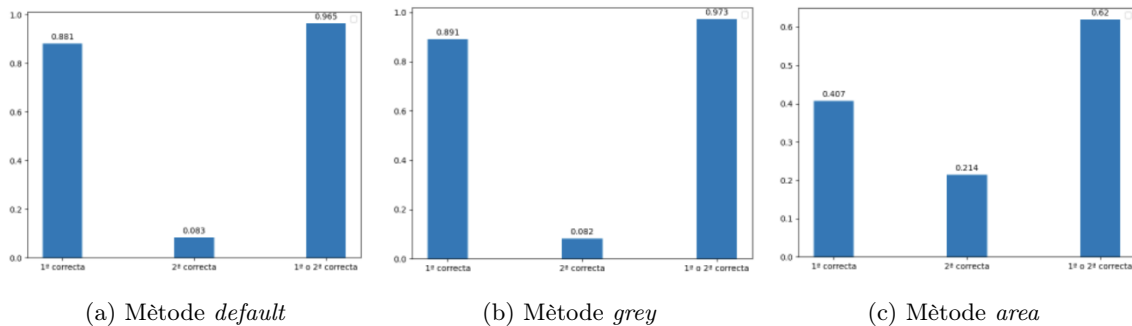 1.0
0.8
0.6
0.4
0.2
0.0
0.881
0.083
0.965
1ª correcta
2ª correcta
1ª o 2ª correcta
(a) Mètode default
1.0
0.8
0.6
0.4
0.2
0.0
0.891
0.082
0.973
1ª correcta
2ª correcta
1ª o 2ª correcta
(b) Mètode grey
0.6
0.5
0.4
0.3
0.2
0.1
0.0
0.407
0.214
0.62
1ª correcta
2ª correcta
1ª o 2ª correcta
(c) Mètode area